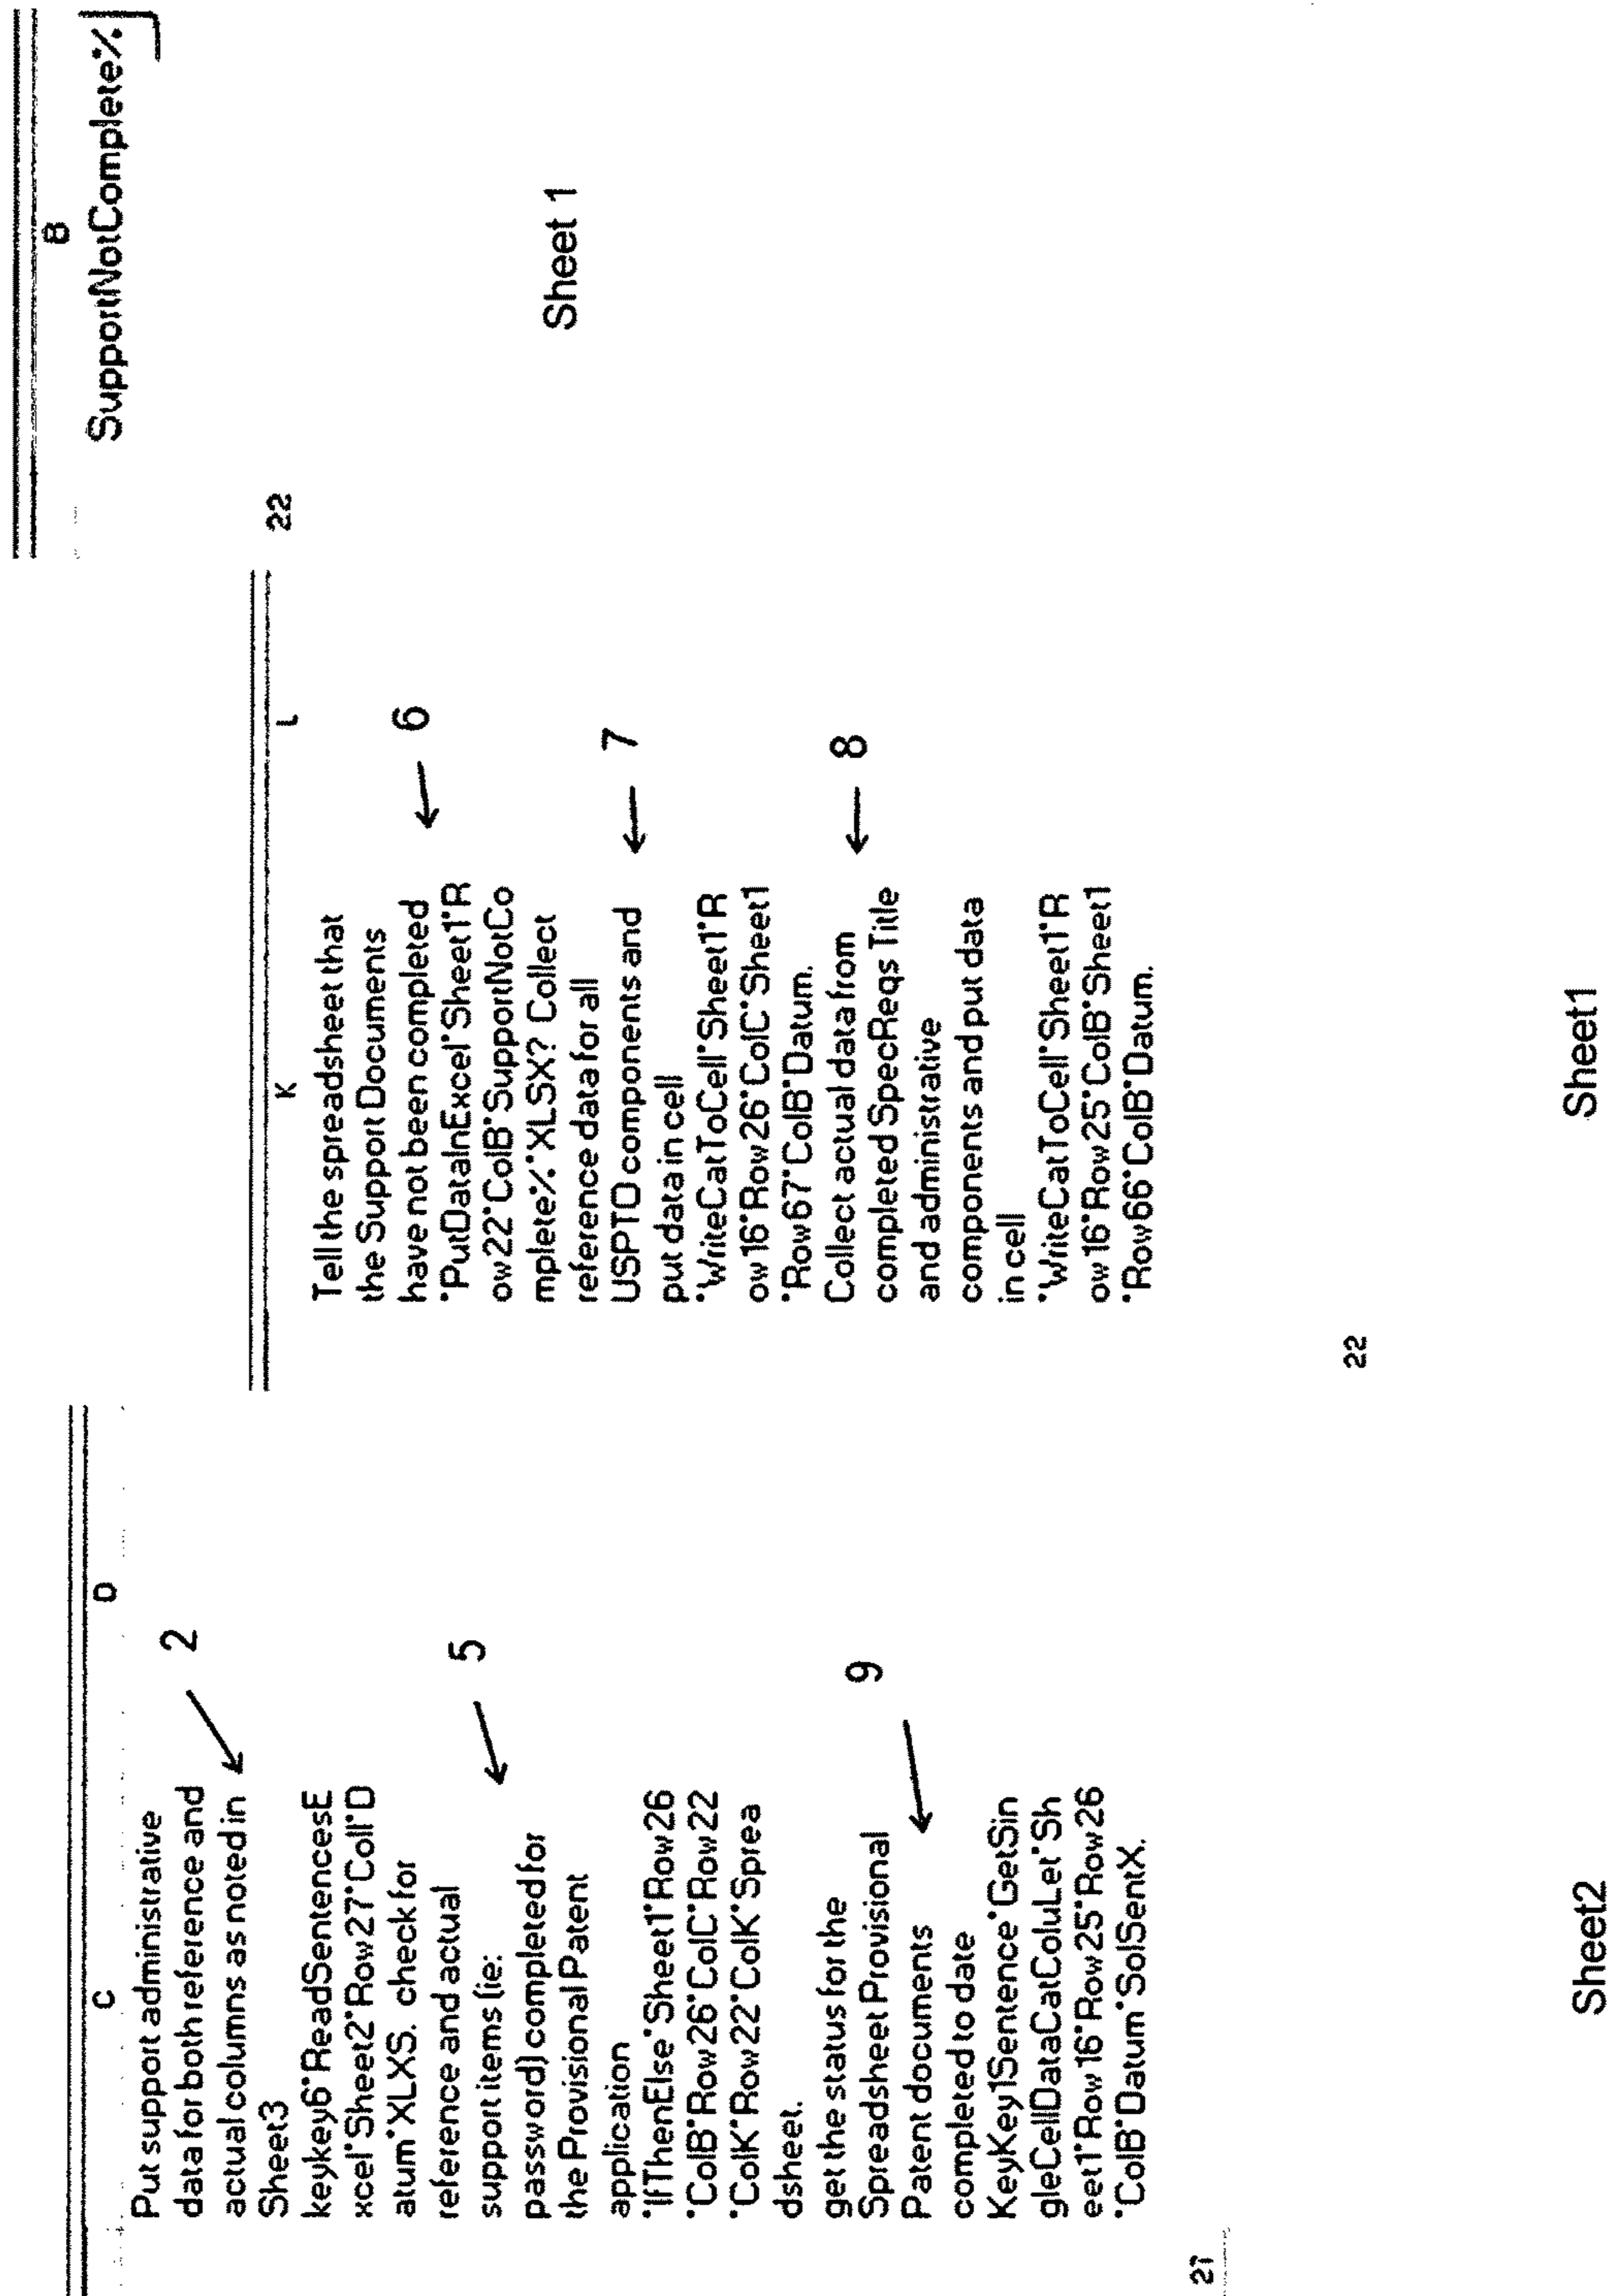 C D
Put support administrative
data for both reference and
actual columns as noted in
Sheet3
keykey6*ReadSentencesE
xcel*Sheet2*Row27*ColI*D
atum*XLXS. check for
reference and actual
support items (ie:
password) completed for
the Provisional Patent
application
*IfThenElse*Sheet1*Row26
*ColB*Row26*ColC*Row22
*ColK*Row22*ColK*Sprea
dsheet.
get the status for the
Spreadsheet Provisional
Patent documents
completed to date
KeyKey1Sentence*GetSin
gleCellDataCatColuLet*Sh
eet1*Row16*Row25*Row26
*ColB*Datum*SolSentX.
21
2
5
9
Sheet2
K L
Tell the spreadsheet that
the Support Documents
have not been completed
*PutDataInExcel*Sheet1*R
ow22*ColB*SupportNotCo
mplete%*XLSX? Collect
reference data for all
USPTO components and
put data in cell
*WriteCatToCell*Sheet1*R
ow16*Row26*ColC*Sheet1
*Row67*ColB*Datum.
Collect actual data from
completed SpecReqs Title
and administrative
components and put data
in cell
*WriteCatToCell*Sheet1*R
ow16*Row25*ColB*Sheet1
*Row66*ColB*Datum.
22
6
7
8
Sheet1
B
SupportNotComplete%
22
Sheet 1